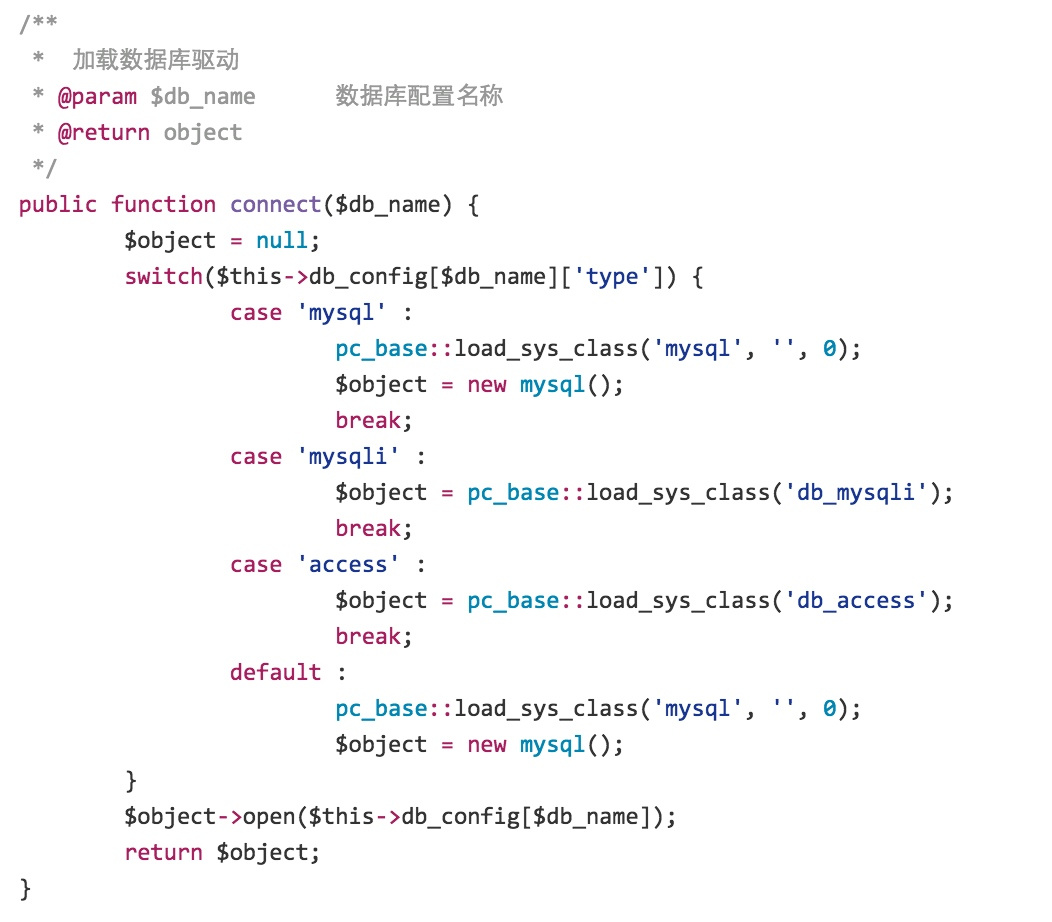 /**
 *  加载数据库驱动
 * @param $db_name      数据库配置名称
 * @return object
 */
public function connect($db_name) {
        $object = null;
        switch($this->db_config[$db_name]['type']) {
                case 'mysql' :
                        pc_base::load_sys_class('mysql', '', 0);
                        $object = new mysql();
                        break;
                case 'mysqli' :
                        $object = pc_base::load_sys_class('db_mysqli');
                        break;
                case 'access' :
                        $object = pc_base::load_sys_class('db_access');
                        break;
                default :
                        pc_base::load_sys_class('mysql', '', 0);
                        $object = new mysql();
        }
        $object->open($this->db_config[$db_name]);
        return $object;
}